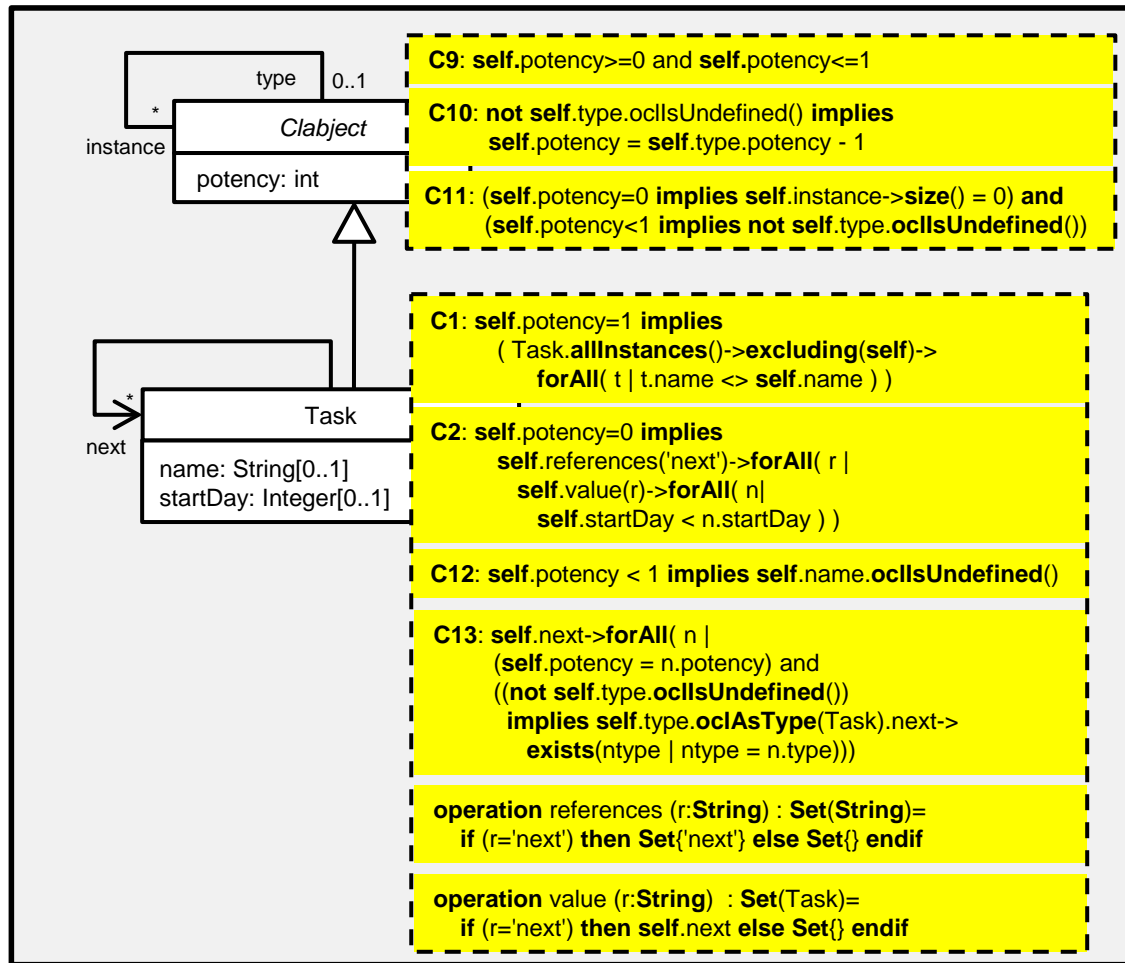 type
0..1
*
instance
Clabject
potency: int
C9: self.potency>=0 and self.potency<=1
C10: not self.type.oclIsUndefined() implies
self.potency = self.type.potency - 1
C11: (self.potency=0 implies self.instance->size() = 0) and
(self.potency<1 implies not self.type.oclIsUndefined())
*
next
Task
name: String[0..1]
startDay: Integer[0..1]
C1: self.potency=1 implies
( Task.allInstances()->excluding(self)->
forAll( t | t.name <> self.name ) )
C2: self.potency=0 implies
self.references('next')->forAll( r |
self.value(r)->forAll( n|
self.startDay < n.startDay ) )
C12: self.potency < 1 implies self.name.oclIsUndefined()
C13: self.next->forAll( n |
(self.potency = n.potency) and
((not self.type.oclIsUndefined())
implies self.type.oclAsType(Task).next->
exists(ntype | ntype = n.type)))
operation references (r:String) : Set(String)=
if (r='next') then Set{'next'} else Set{} endif
operation value (r:String) : Set(Task)=
if (r='next') then self.next else Set{} endif